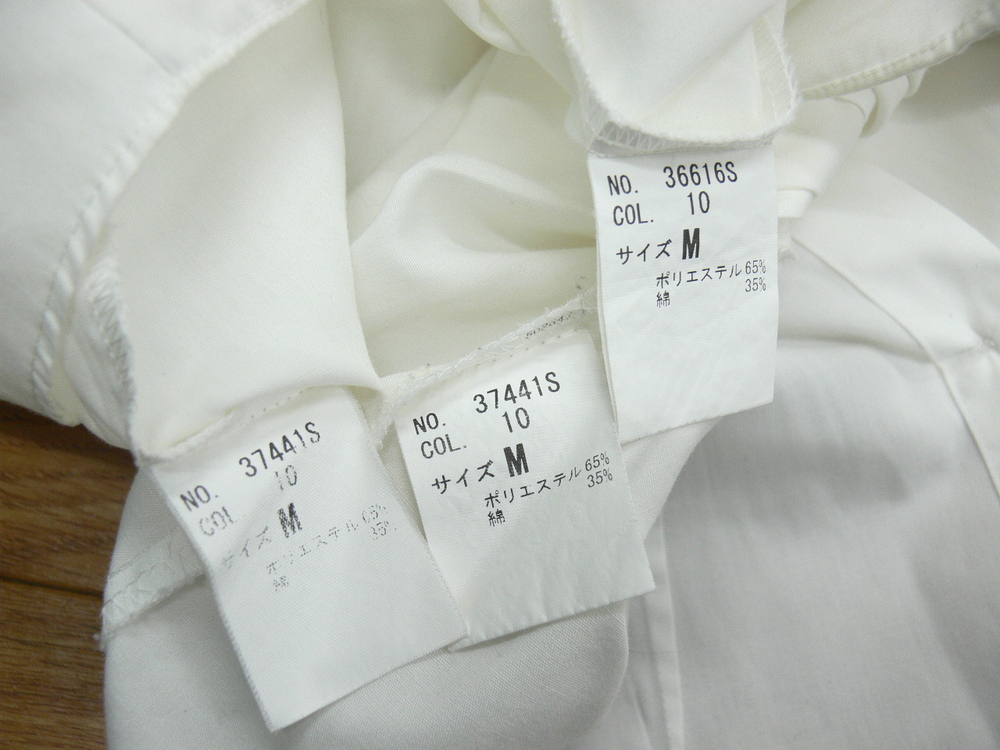 NO. 36616S
COL. 10
サイズ M
ポリエステル 65%
綿 35%
NO. 37441S
COL. 10
サイズ M
ポリエステル 65%
綿 35%
NO. 37441S
COL 10
サイズ M
ポリエステル 65%
綿 35%